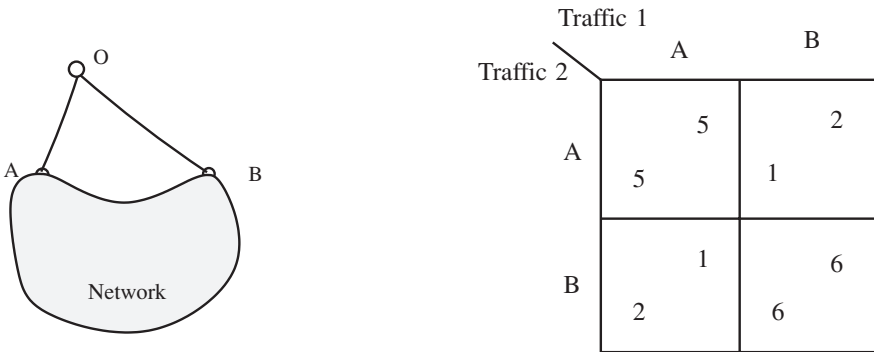 O
A
B
Network
Traffic 1
Traffic 2
A B
A
5 2
5 1
B
1 6
2 6